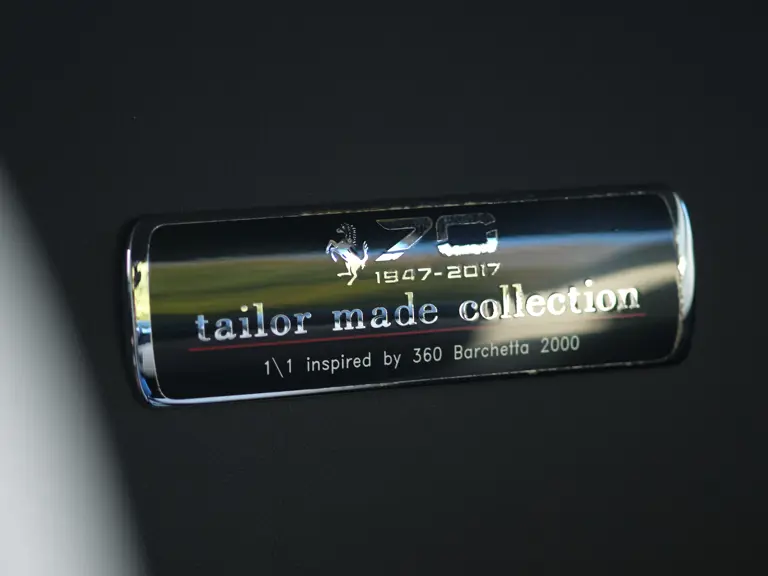 70
1947-2017
tailor made collection
1\1 inspired by 360 Barchetta 2000